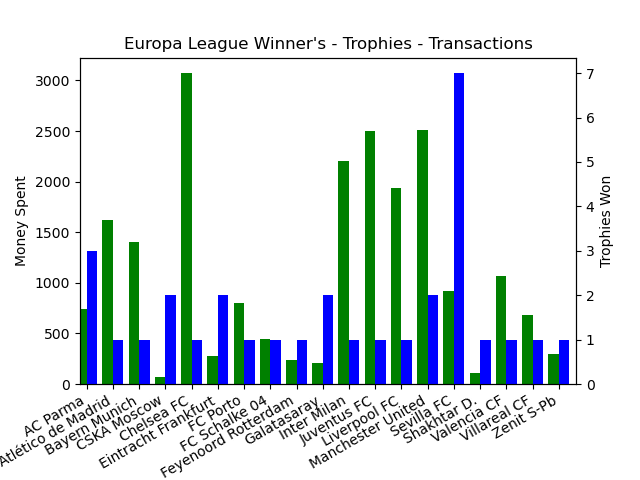 Europa League Winner's - Trophies - Transactions
Money Spent
3000
2500
2000
1500
1000
500
0
7
6
5
4
3
2
1
0
Trophies Won
AC Parma
Atlético de Madrid
Bayern Munich
CSKA Moscow
Chelsea FC
Eintracht Frankfurt
FC Porto
FC Schalke 04
Feyenoord Rotterdam
Galatasaray
Inter Milan
Juventus FC
Liverpool FC
Manchester United
Sevilla FC
Shakhtar D.
Valencia CF
Villareal CF
Zenit S-Pb